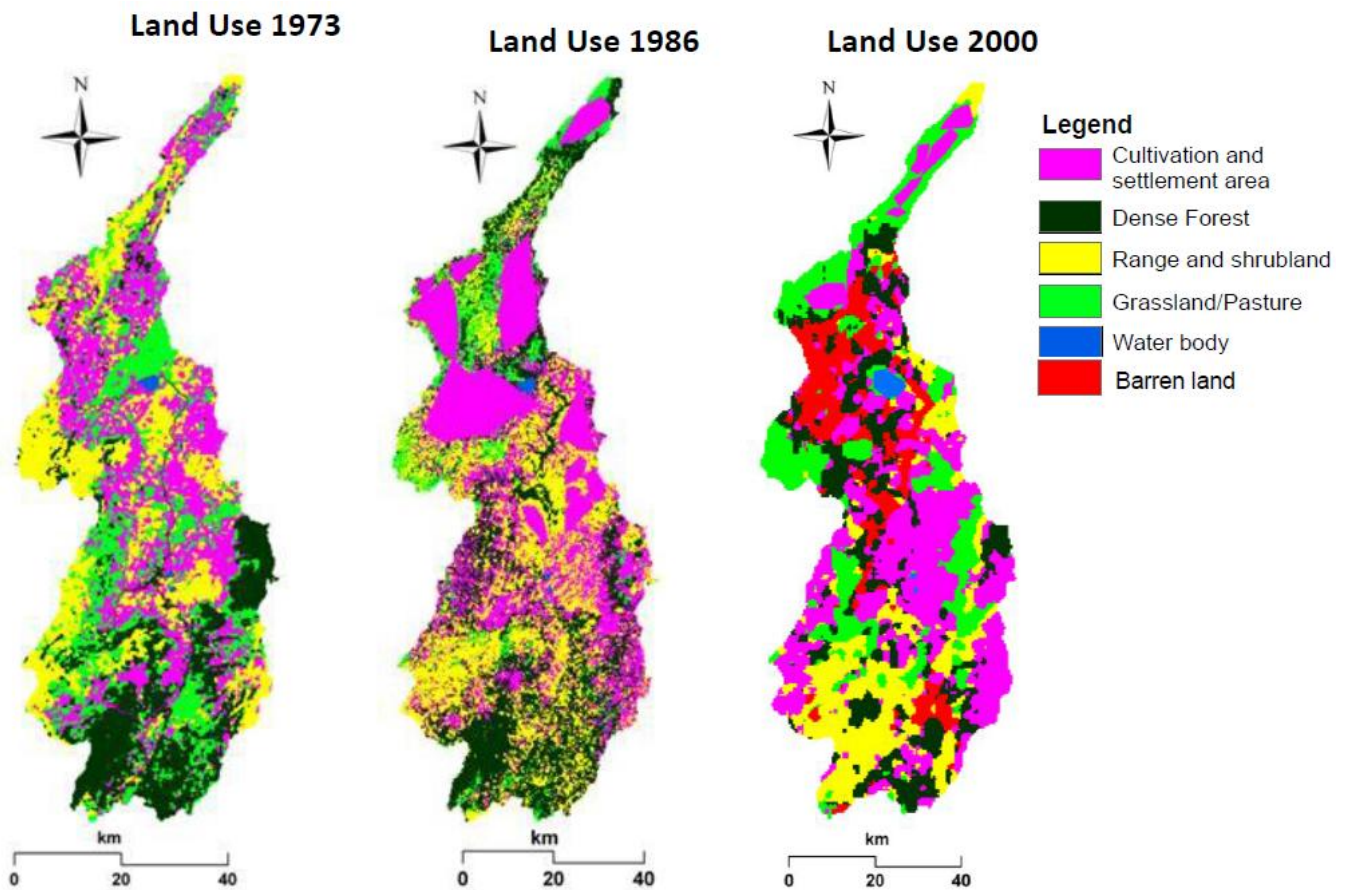 Land Use 1973
Land Use 1986
Land Use 2000
N
N
N
Legend
Cultivation and
settlement area
Dense Forest
Range and shrubland
Grassland/Pasture
Water body
Barren land
km
0 20 40
km
0 20 40
km
0 20 40